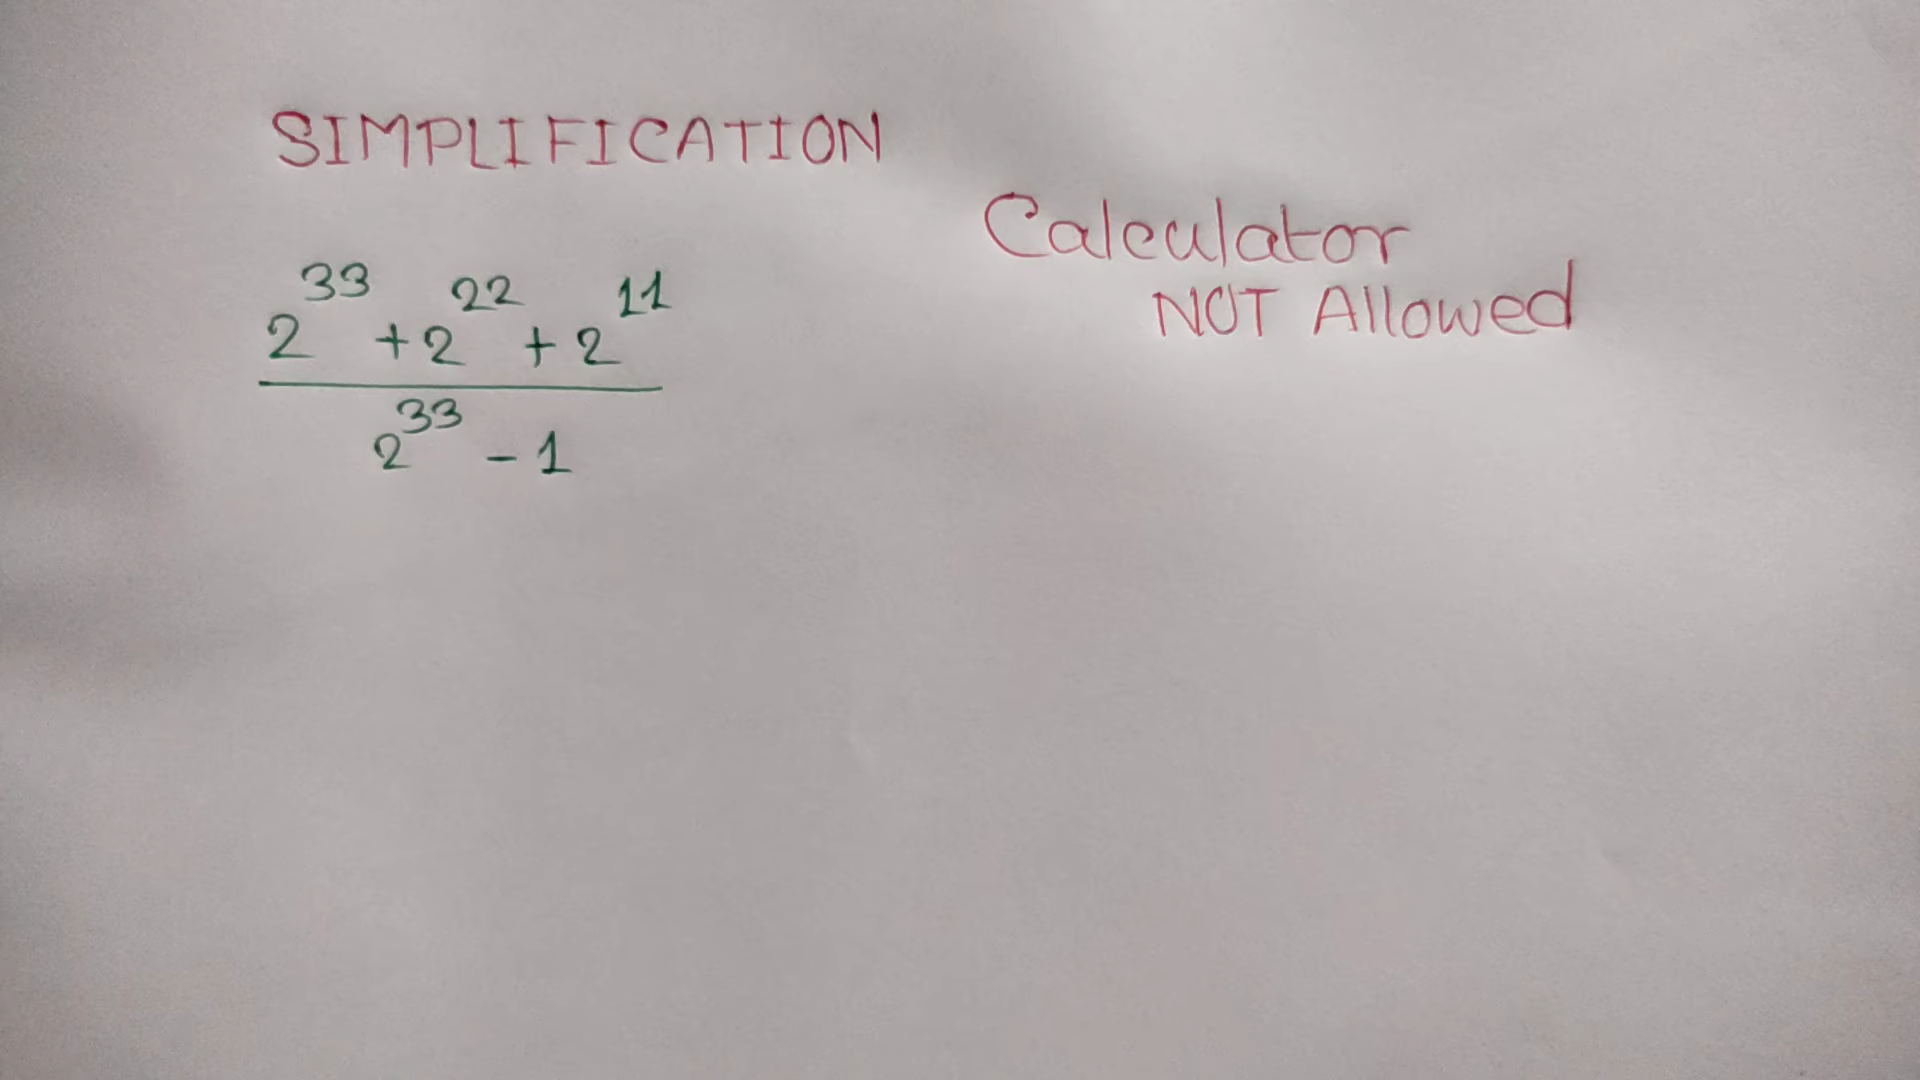 SIMPLIFICATION
Calculator
NOT Allowed
2^33 + 2^22 + 2^11
2^33 - 1